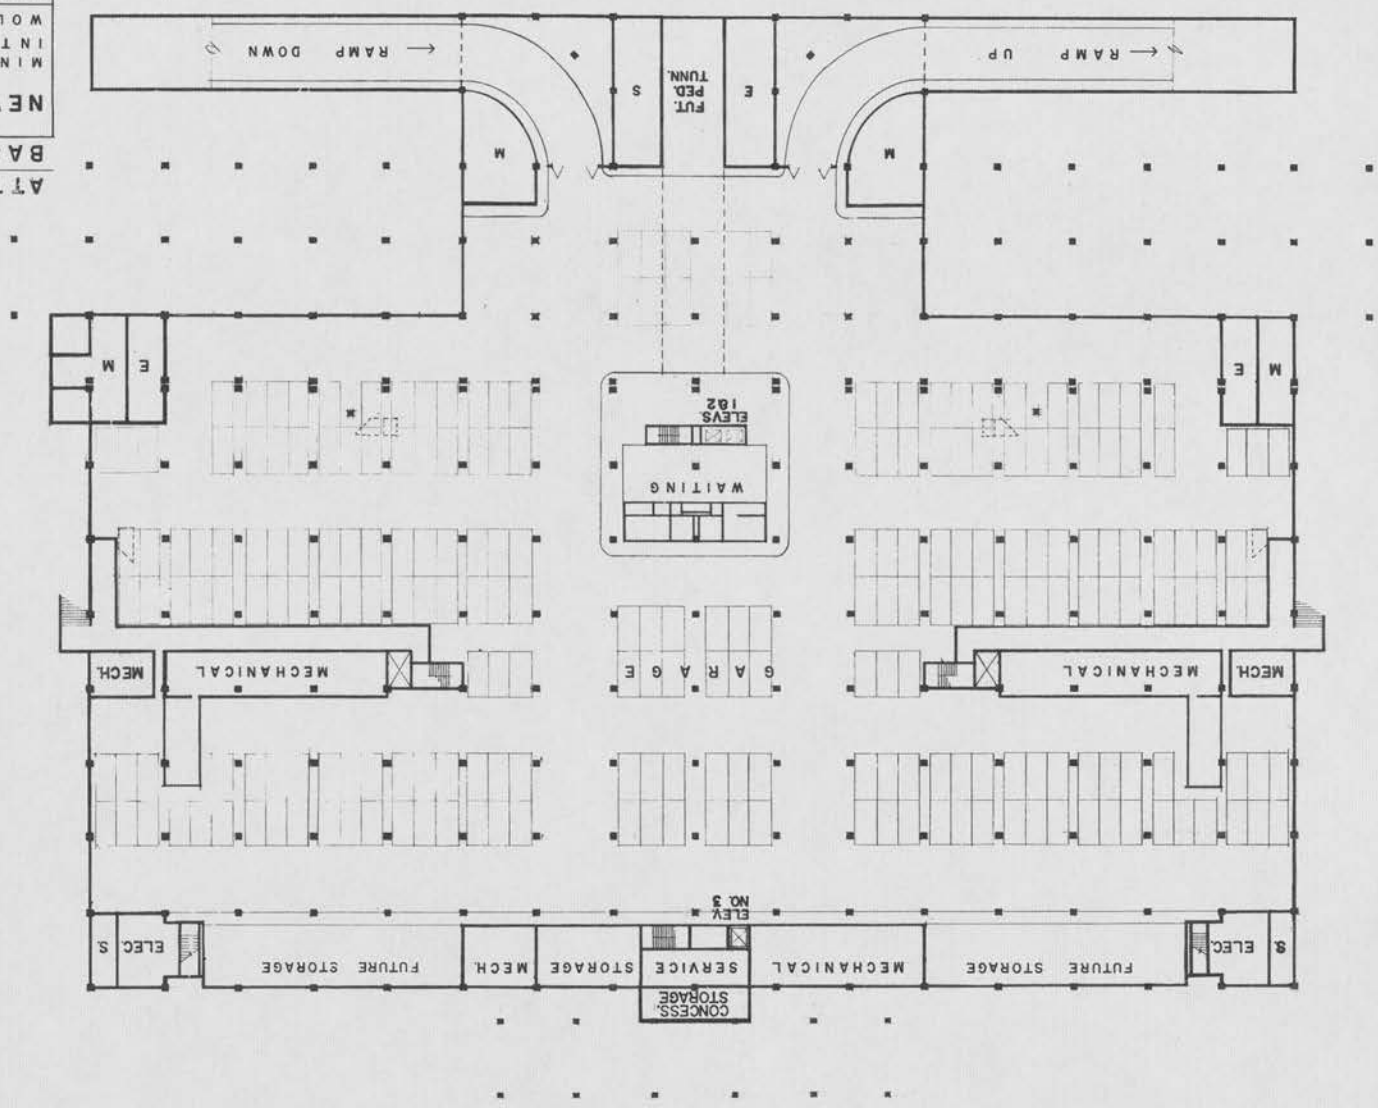 CONCESS.
STORAGE
S. ELEC. FUTURE STORAGE MECHANICAL SERVICE STORAGE MECH. FUTURE STORAGE ELEC. S.
ELEV.
NO. 3
MECH. MECHANICAL GARAGE MECHANICAL MECH.
WAITING
ELEVS.
1&2
M E E M
M M
E FUT.
PED.
TUNN. S
RAMP UP RAMP DOWN
AT
BA
NE
MIN
INT
WOL